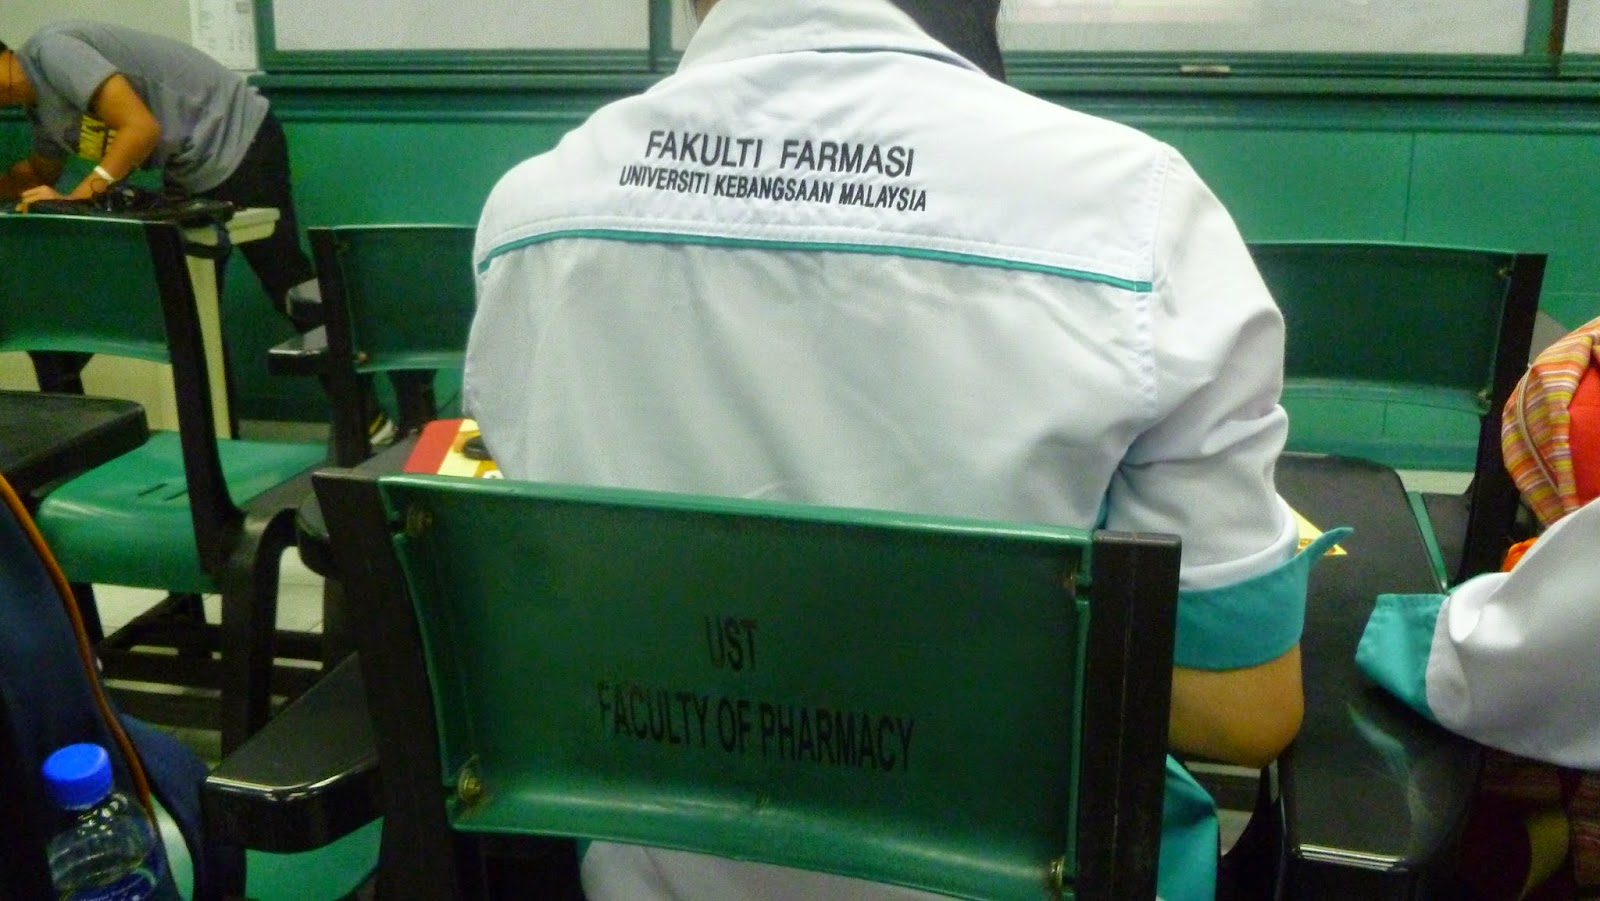 FAKULTI FARMASI
UNIVERSITI KEBANGSAAN MALAYSIA
UST
FACULTY OF PHARMACY